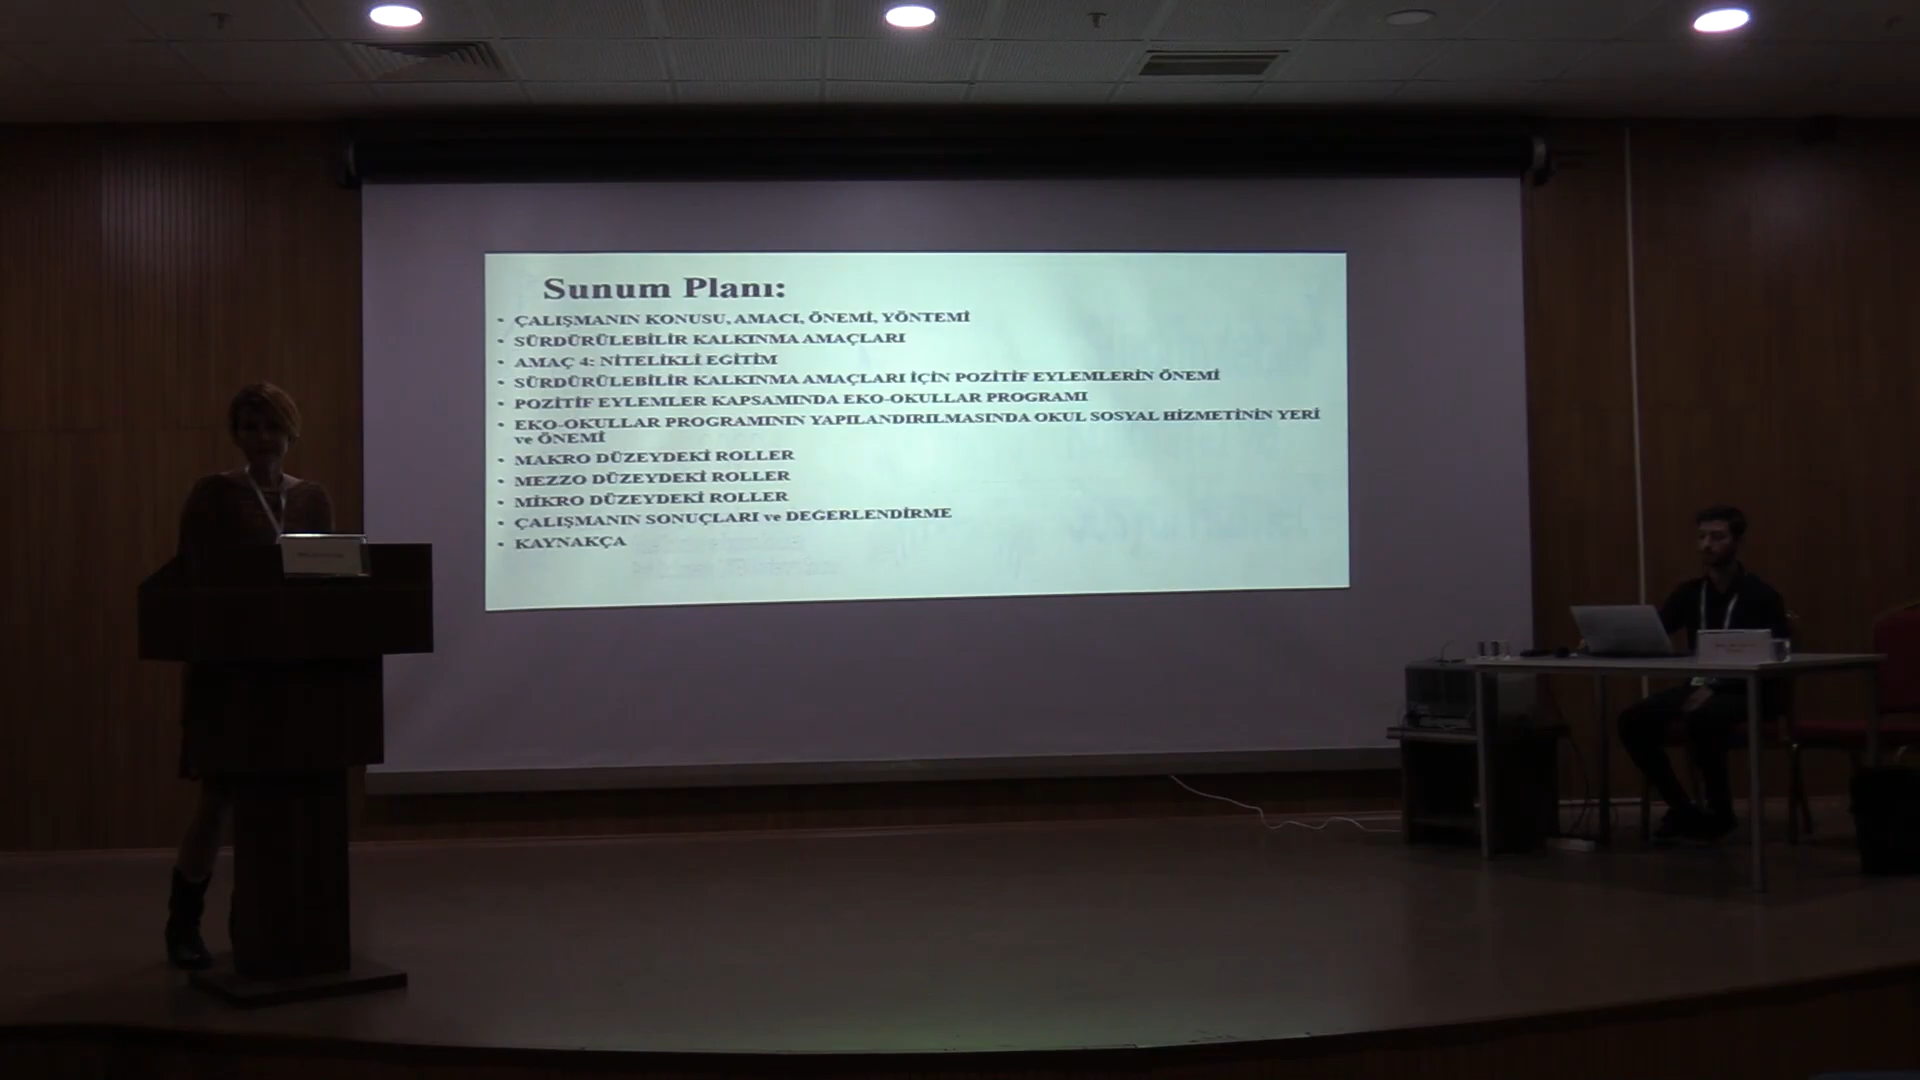 Sunum Planı:
• ÇALIŞMANIN KONUSU, AMACI, ÖNEMİ, YÖNTEMİ
• SÜRDÜRÜLEBİLİR KALKINMA AMAÇLARI
• AMAÇ 4: NİTELİKLİ EĞİTİM
• SÜRDÜRÜLEBİLİR KALKINMA AMAÇLARI İÇİN POZİTİF EYLEMLERİN ÖNEMİ
• POZİTİF EYLEMLER KAPSAMINDA EKO-OKULLAR PROGRAMI
• EKO-OKULLAR PROGRAMININ YAPILANDIRILMASINDA OKUL SOSYAL HİZMETİNİN YERİ
ve ÖNEMİ
• MAKRO DÜZEYDEKİ ROLLER
• MEZZO DÜZEYDEKİ ROLLER
• MİKRO DÜZEYDEKİ ROLLER
• ÇALIŞMANIN SONUÇLARI ve DEĞERLENDİRME
• KAYNAKÇA